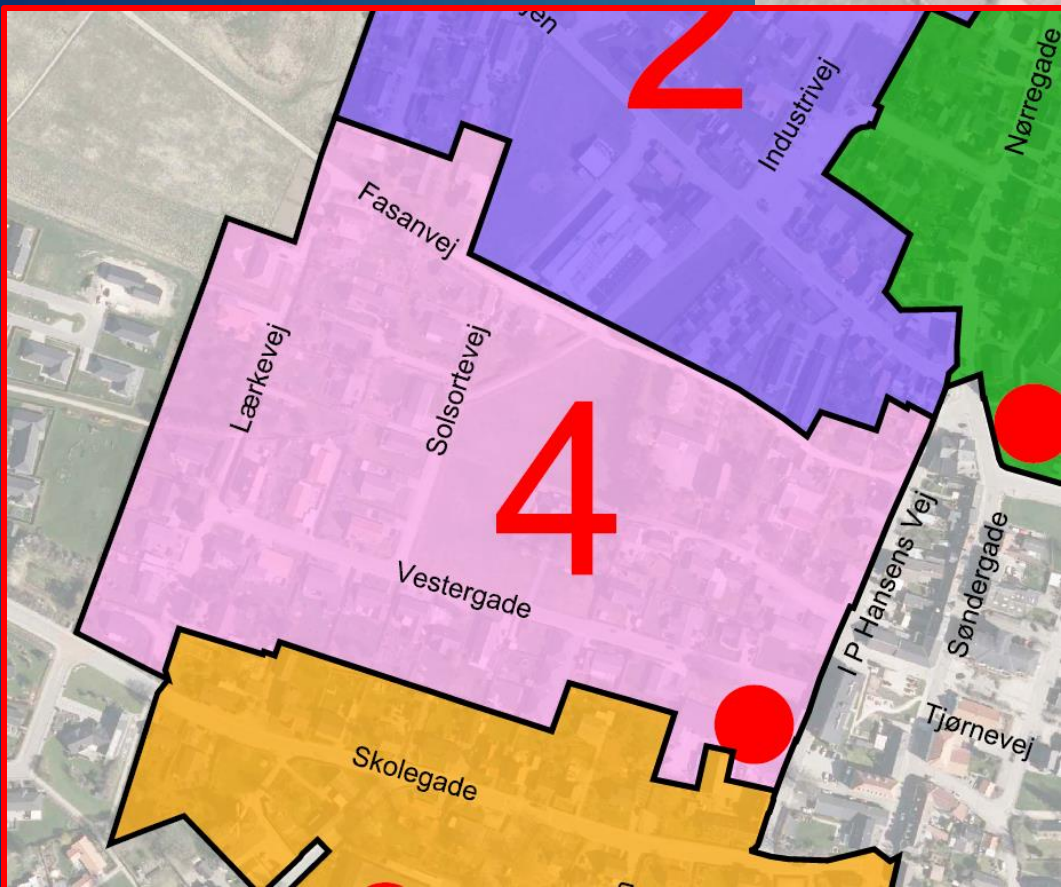 2
Industrivej
Nørregade
Fasanvej
Lærkevej
Solsortevej
4
Vestergade
I P Hansens Vej
Søndergade
Tjørnevej
Skolegade